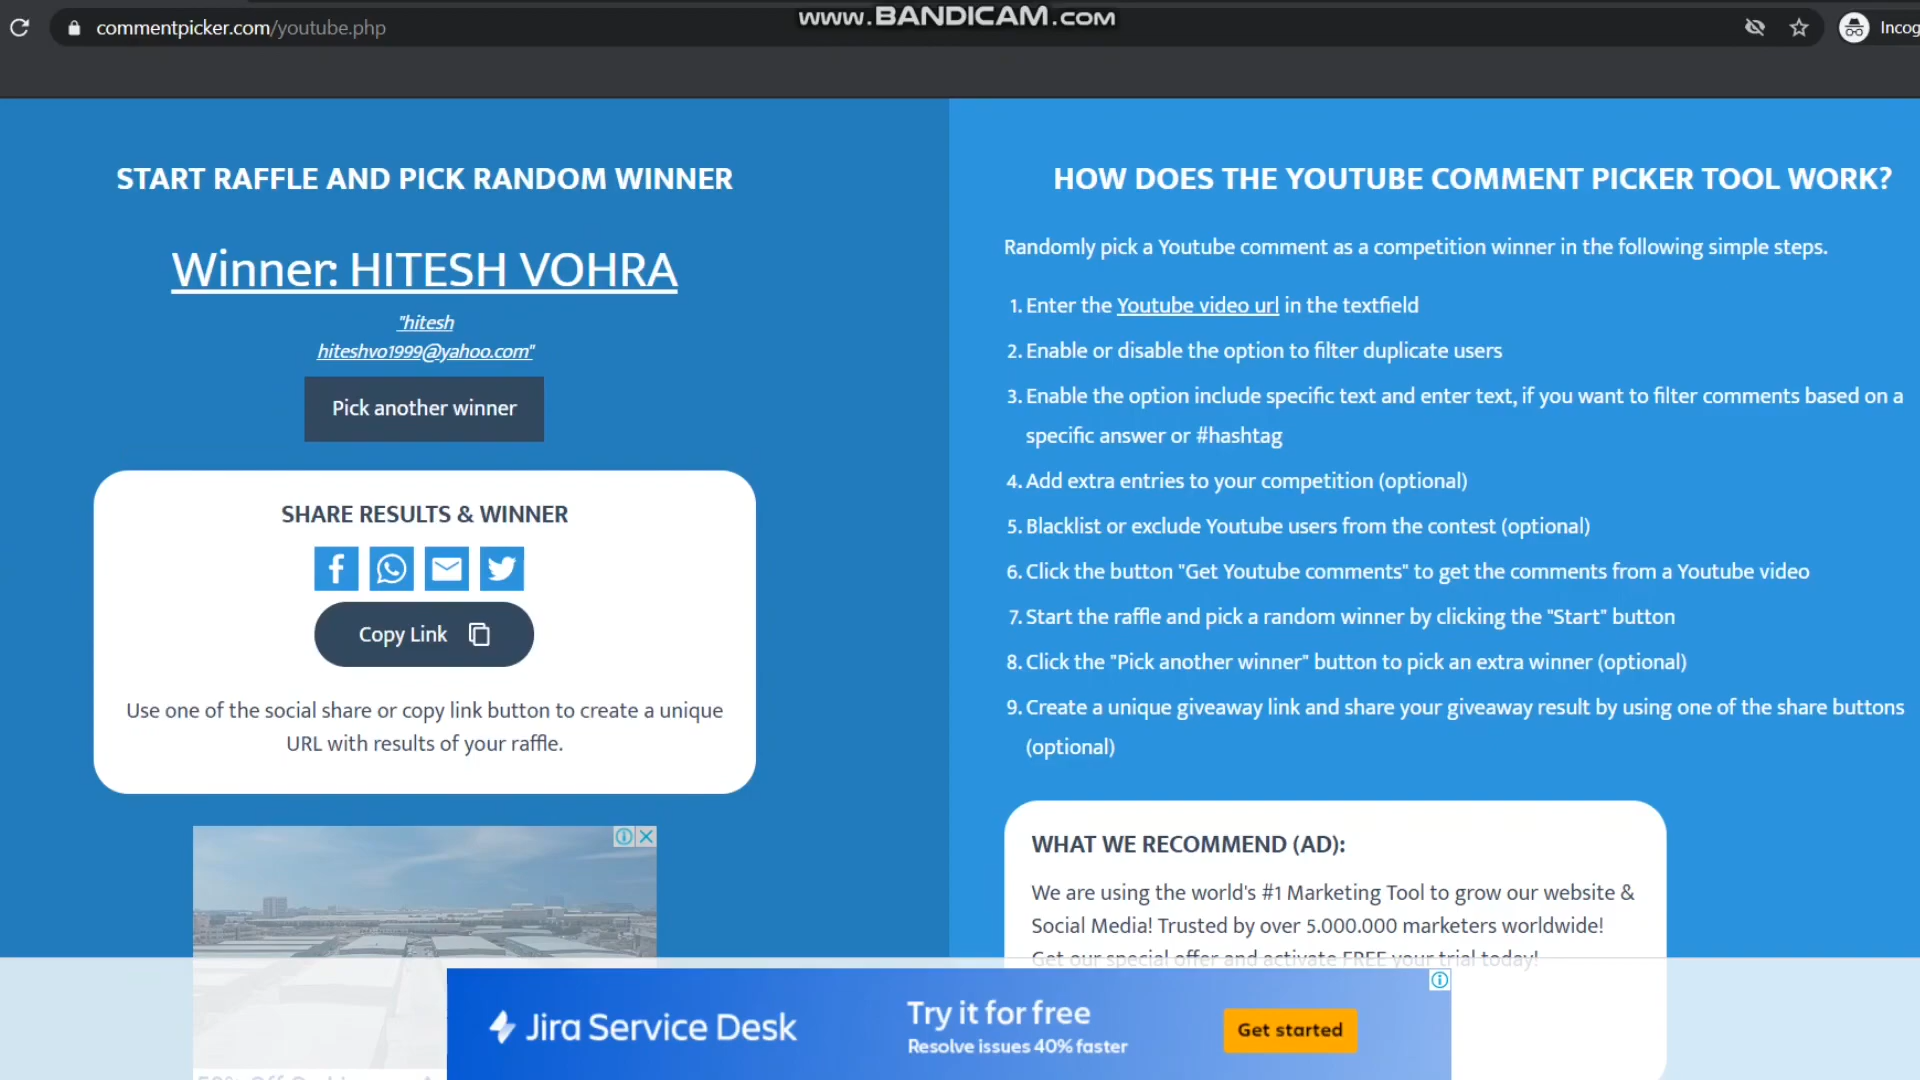 www.BANDICAM.com
commentpicker.com/youtube.php
Incog
START RAFFLE AND PICK RANDOM WINNER
Winner: HITESH VOHRA
"hitesh
hiteshvo1999@yahoo.com"
Pick another winner
SHARE RESULTS & WINNER
Copy Link
Use one of the social share or copy link button to create a unique
URL with results of your raffle.
HOW DOES THE YOUTUBE COMMENT PICKER TOOL WORK?
Randomly pick a Youtube comment as a competition winner in the following simple steps.
1. Enter the Youtube video url in the textfield
2. Enable or disable the option to filter duplicate users
3. Enable the option include specific text and enter text, if you want to filter comments based on a
specific answer or #hashtag
4. Add extra entries to your competition (optional)
5. Blacklist or exclude Youtube users from the contest (optional)
6. Click the button "Get Youtube comments" to get the comments from a Youtube video
7. Start the raffle and pick a random winner by clicking the "Start" button
8. Click the "Pick another winner" button to pick an extra winner (optional)
9. Create a unique giveaway link and share your giveaway result by using one of the share buttons
(optional)
WHAT WE RECOMMEND (AD):
We are using the world's #1 Marketing Tool to grow our website &
Social Media! Trusted by over 5.000.000 marketers worldwide!
Get our special offer and activate FREE your trial today!
Jira Service Desk
Try it for free
Resolve issues 40% faster
Get started